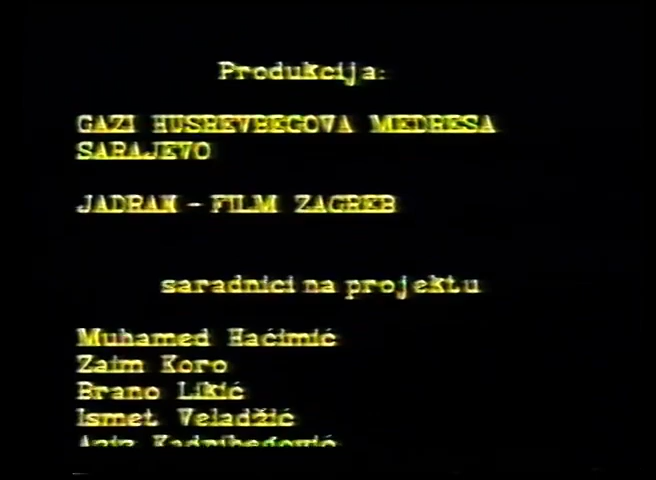 Produkcija:
GAZI HUSREVBEGOVA MEDRESA
SARAJEVO
JADRAN - FILM ZAGREB
saradnici na projektu
Muhamed Haćimić
Zaim Koro
Brano Likić
Ismet Veladžić
Aziz